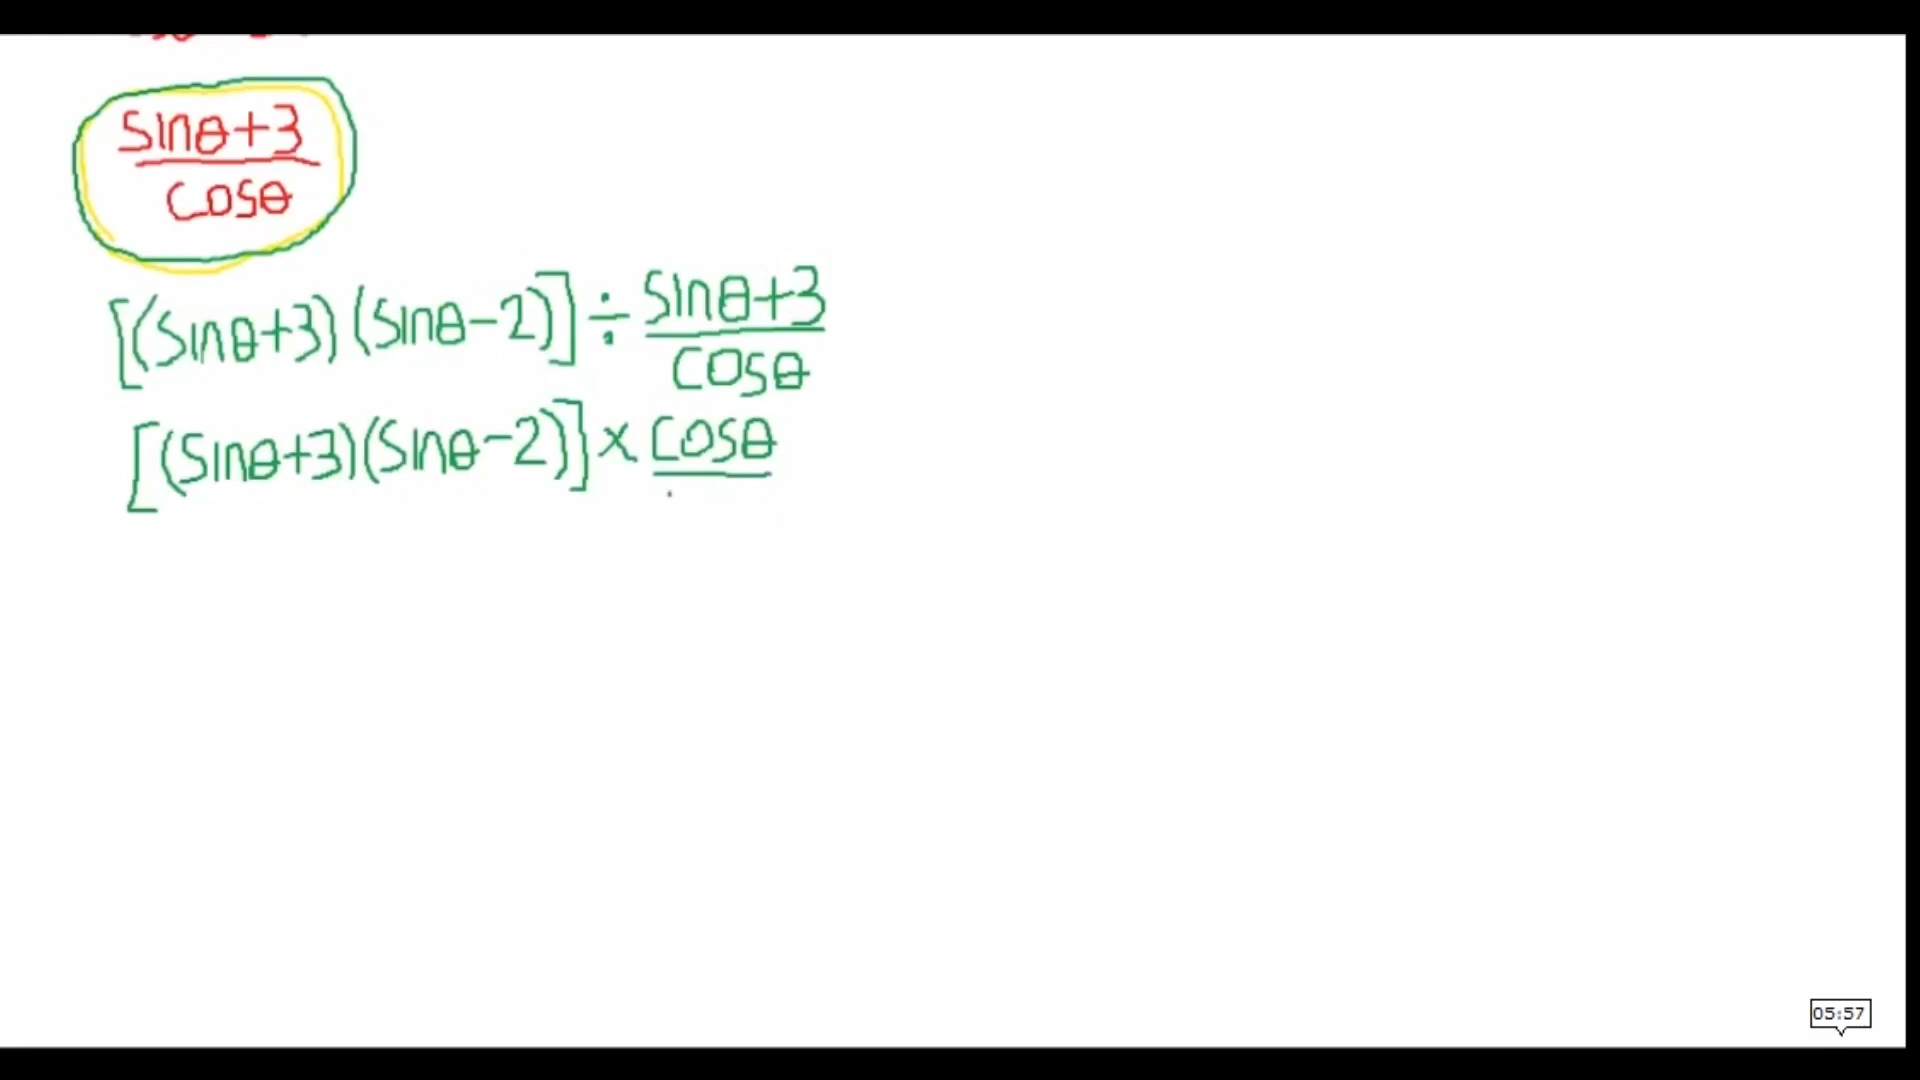 sinθ+3
cosθ
[(sinθ+3)(sinθ-2)] ÷ sinθ+3
cosθ
[(sinθ+3)(sinθ-2)] × cosθ
05:57